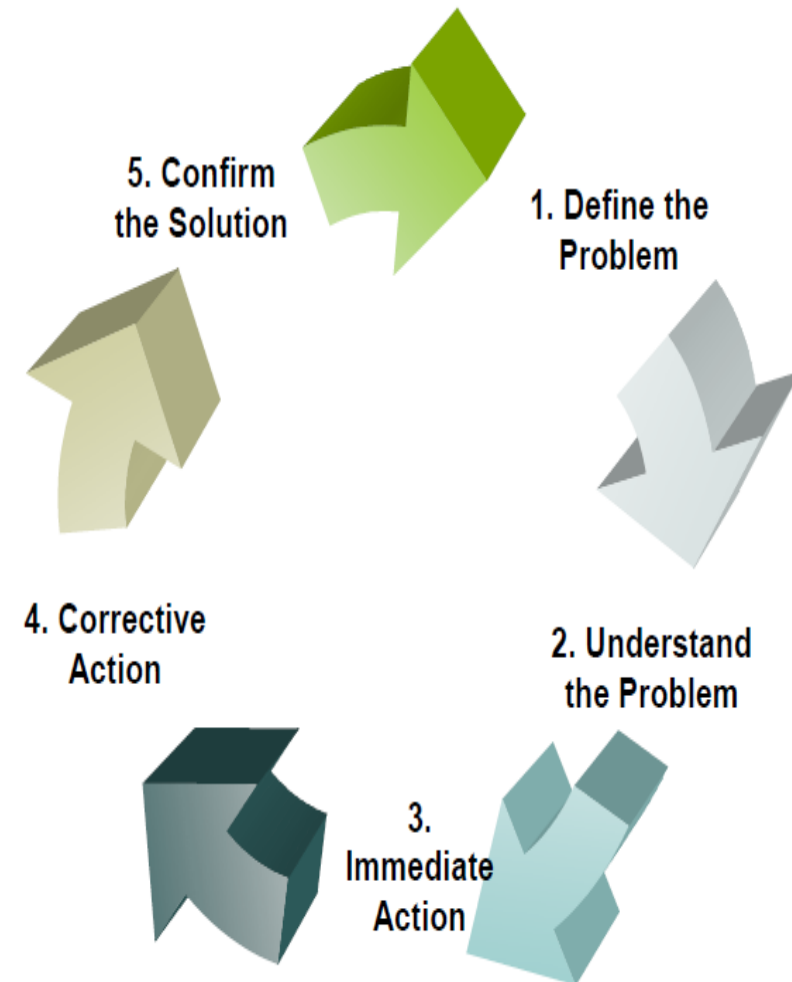 1. Define the
Problem
2. Understand
the Problem
3.
Immediate
Action
4. Corrective
Action
5. Confirm
the Solution